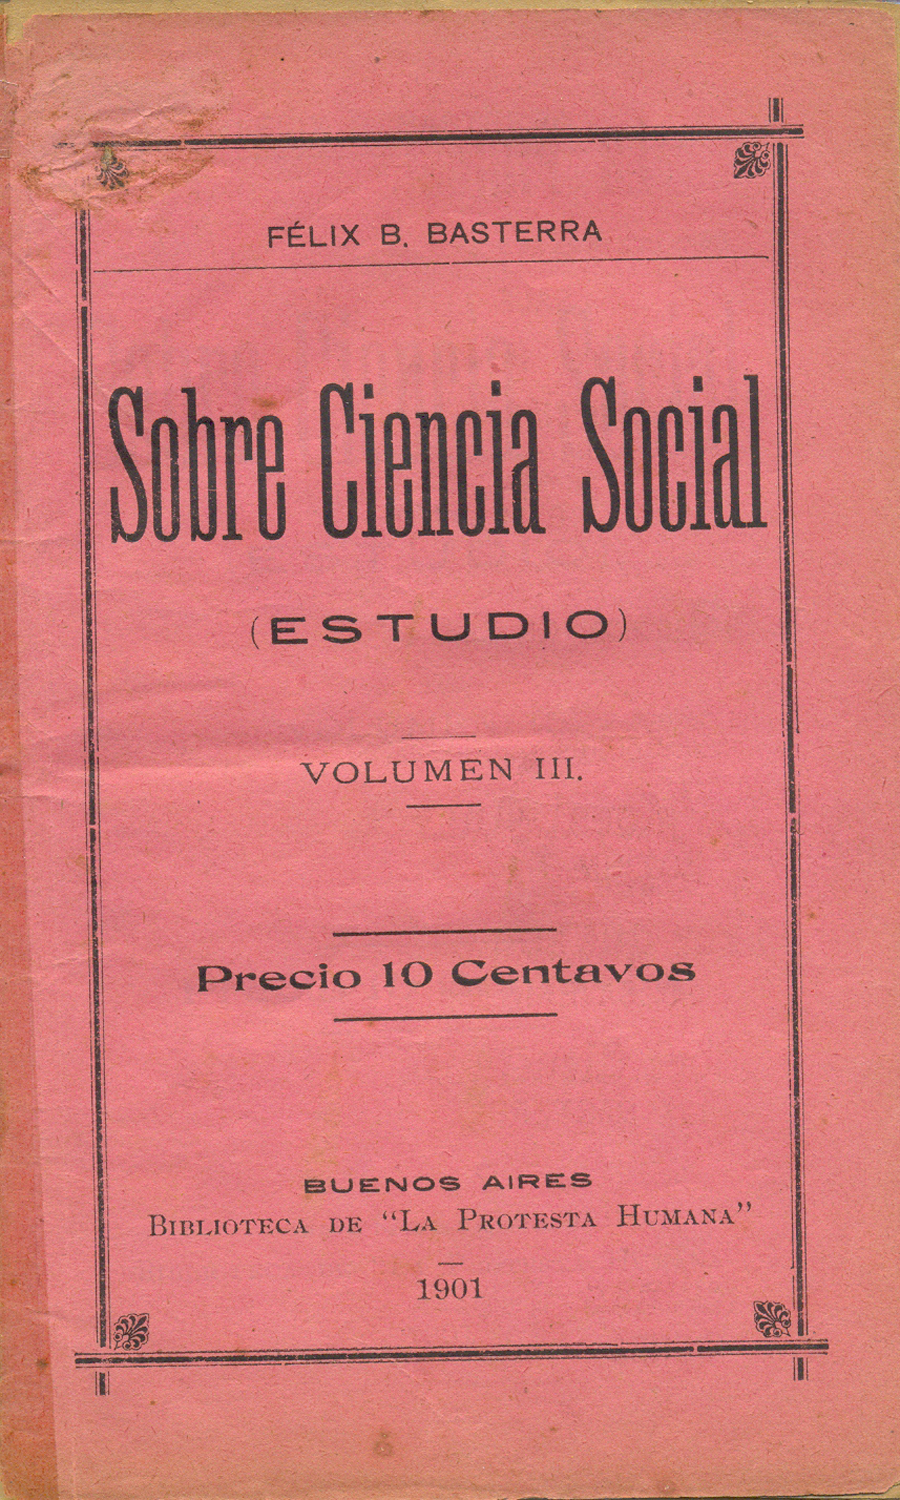 FÉLIX B. BASTERRA
Sobre Ciencia Social
(ESTUDIO)
VOLUMEN III.
Precio 10 Centavos
BUENOS AIRES
BIBLIOTECA DE “LA PROTESTA HUMANA”
1901